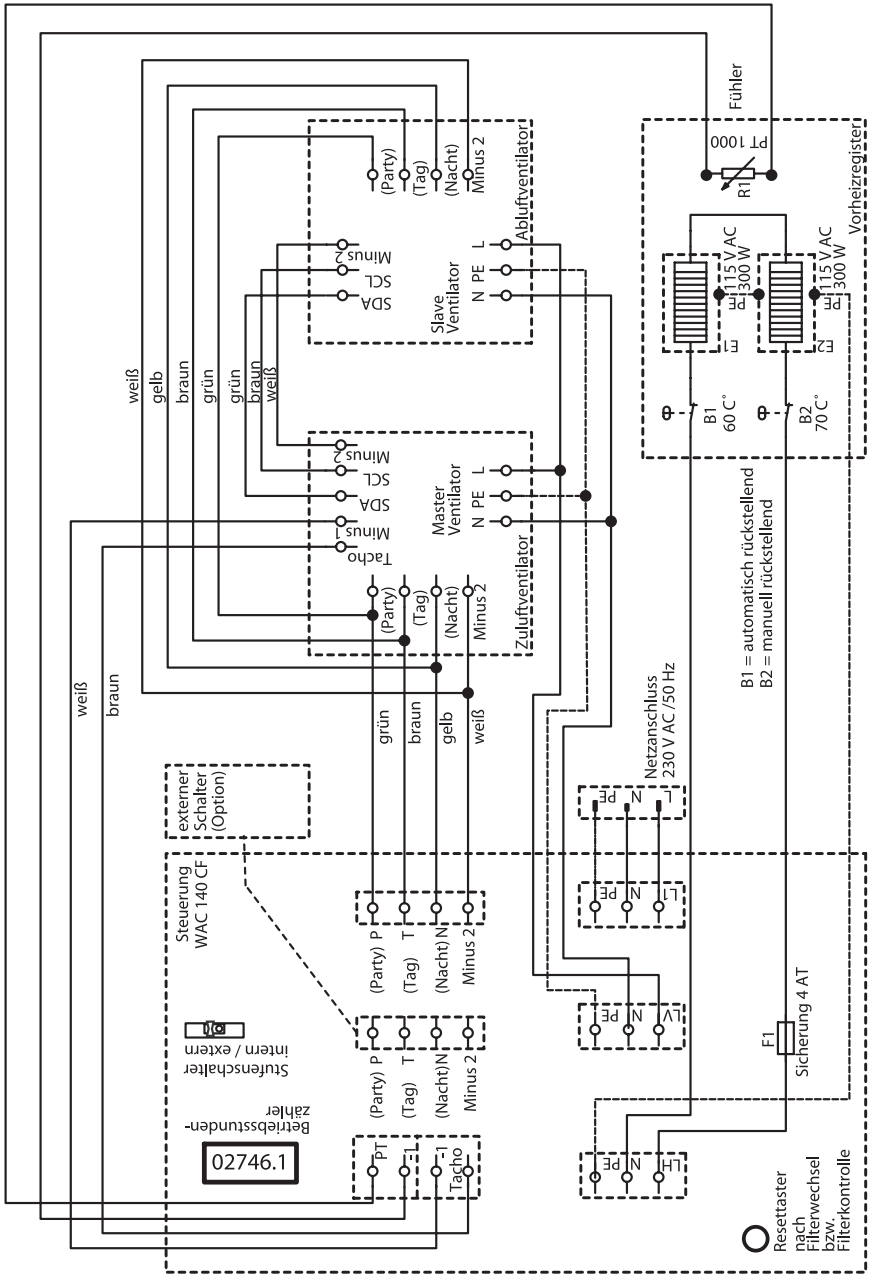 Fühler
PT 1000
R1
Vorheizregister
115 V AC
300 W
PE
E1
115 V AC
300 W
PE
E2
B1
60 C°
B2
70 C°
B1 = automatisch rückstellend
B2 = manuell rückstellend
(Party)
(Tag)
(Nacht)
Minus 2
Abluftventilator
Minus 2
SCL
SDA
L
PE
N
Slave
Ventilator
weiß
gelb
braun
grün
grün
braun
weiß
Minus 2
SCL
SDA
Minus 1
Tacho
L
PE
N
Master
Ventilator
(Party)
(Tag)
(Nacht)
Minus 2
Zuluftventilator
weiß
braun
grün
braun
gelb
weiß
externer
Schalter
(Option)
Netzanschluss
230 V AC /50 Hz
PE
N
L
Steuerung
WAC 140 CF
(Party) P
(Tag) T
(Nacht) N
Minus 2
PE
N
L1
Stufenschalter
intern / extern
(Party) P
(Tag) T
(Nacht) N
Minus 2
PE
N
LV
F1
Sicherung 4 AT
Betriebsstunden-
zähler
02746.1
PT
-1
-1
Tacho
PE
N
LH
Resettaster
nach
Filterwechsel
bzw.
Filterkontrolle